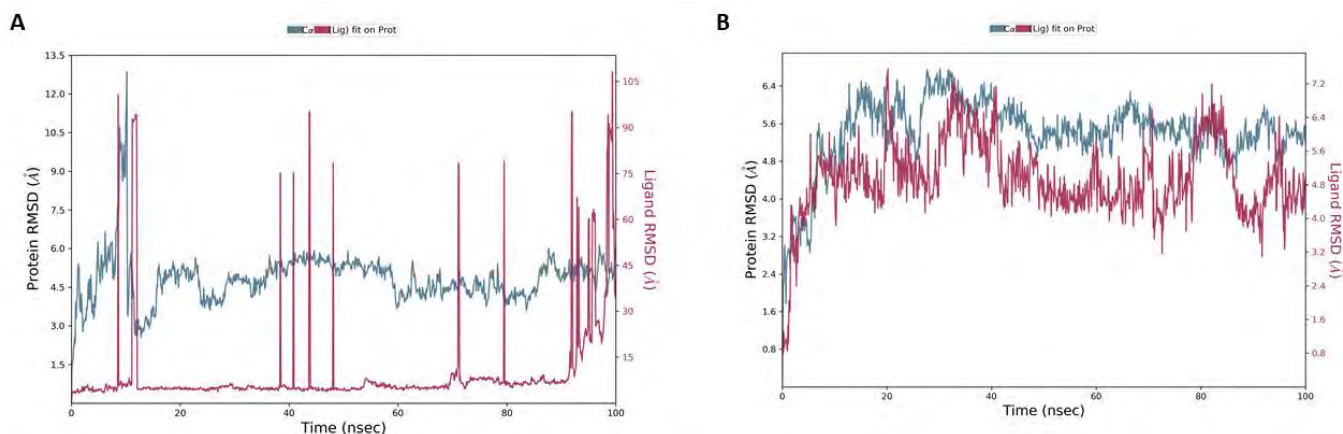 A
Cα (Lig) fit on Prot
13.5
12.0
10.5
9.0
7.5
6.0
4.5
3.0
1.5
Protein RMSD (Å)
105
90
75
60
45
30
15
Ligand RMSD (Å)
0 20 40 60 80 100
Time (nsec)
B
Cα (Lig) fit on Prot
6.4
5.6
4.8
4.0
3.2
2.4
1.6
0.8
Protein RMSD (Å)
7.2
6.4
5.6
4.8
4.0
3.2
2.4
1.6
0.8
Ligand RMSD (Å)
0 20 40 60 80 100
Time (nsec)